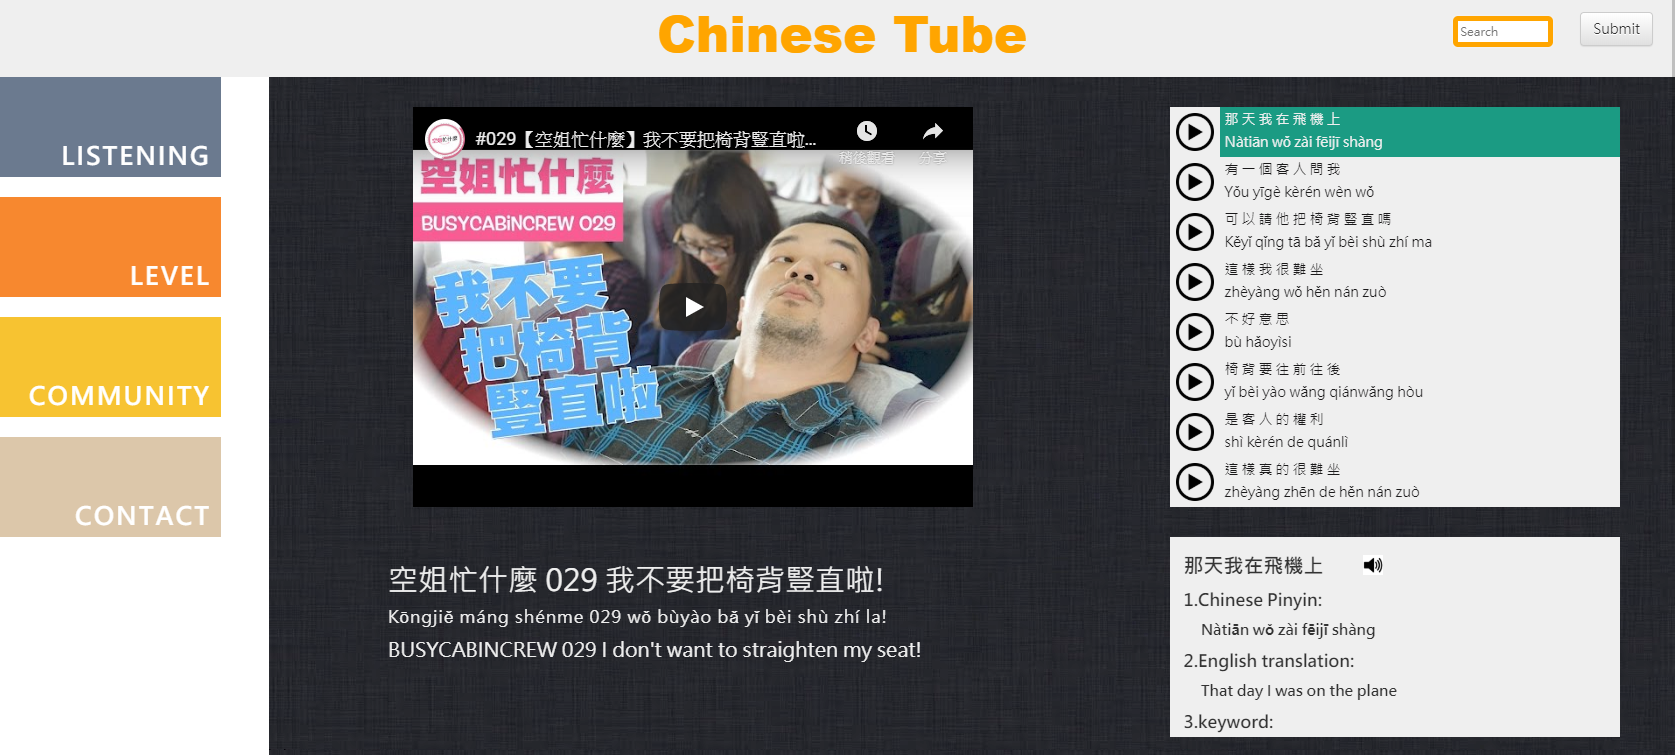 Chinese Tube
Search
Submit
LISTENING
LEVEL
COMMUNITY
CONTACT
#029【空姐忙什麼】我不要把椅背豎直啦...
稍後觀看
分享
空姐忙什麼
BUSYCABiNCREW 029
我不要
把椅背
豎直啦
空姐忙什麼 029 我不要把椅背豎直啦!
Kōngjiě máng shénme 029 wǒ bùyào bǎ yǐ bèi shù zhí la!
BUSYCABINCREW 029 I don't want to straighten my seat!
那天我在飛機上
Nàtiān wǒ zài fēijī shàng
有一個客人問我
Yǒu yīgè kèrén wèn wǒ
可以請他把椅背豎直嗎
Kěyǐ qǐng tā bǎ yǐ bèi shù zhí ma
這樣我很難坐
zhèyàng wǒ hěn nán zuò
不好意思
bù hǎoyìsi
椅背要往前往後
yǐ bèi yào wǎng qiánwǎng hòu
是客人的權利
shì kèrén de quánlì
這樣真的很難坐
zhèyàng zhēn de hěn nán zuò
那天我在飛機上
1.Chinese Pinyin:
Nàtiān wǒ zài fēijī shàng
2.English translation:
That day I was on the plane
3.keyword: